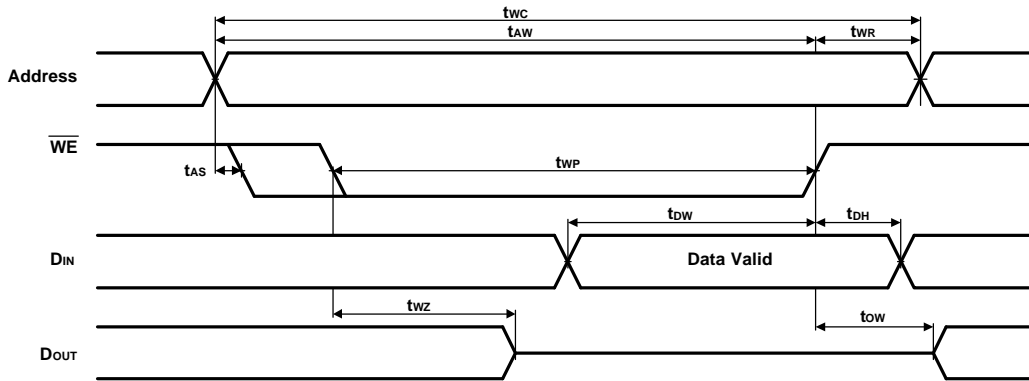 tWC
tAW
tWR
Address
WE
tAS
tWP
tDW
tDH
DIN
Data Valid
tWZ
tOW
DOUT